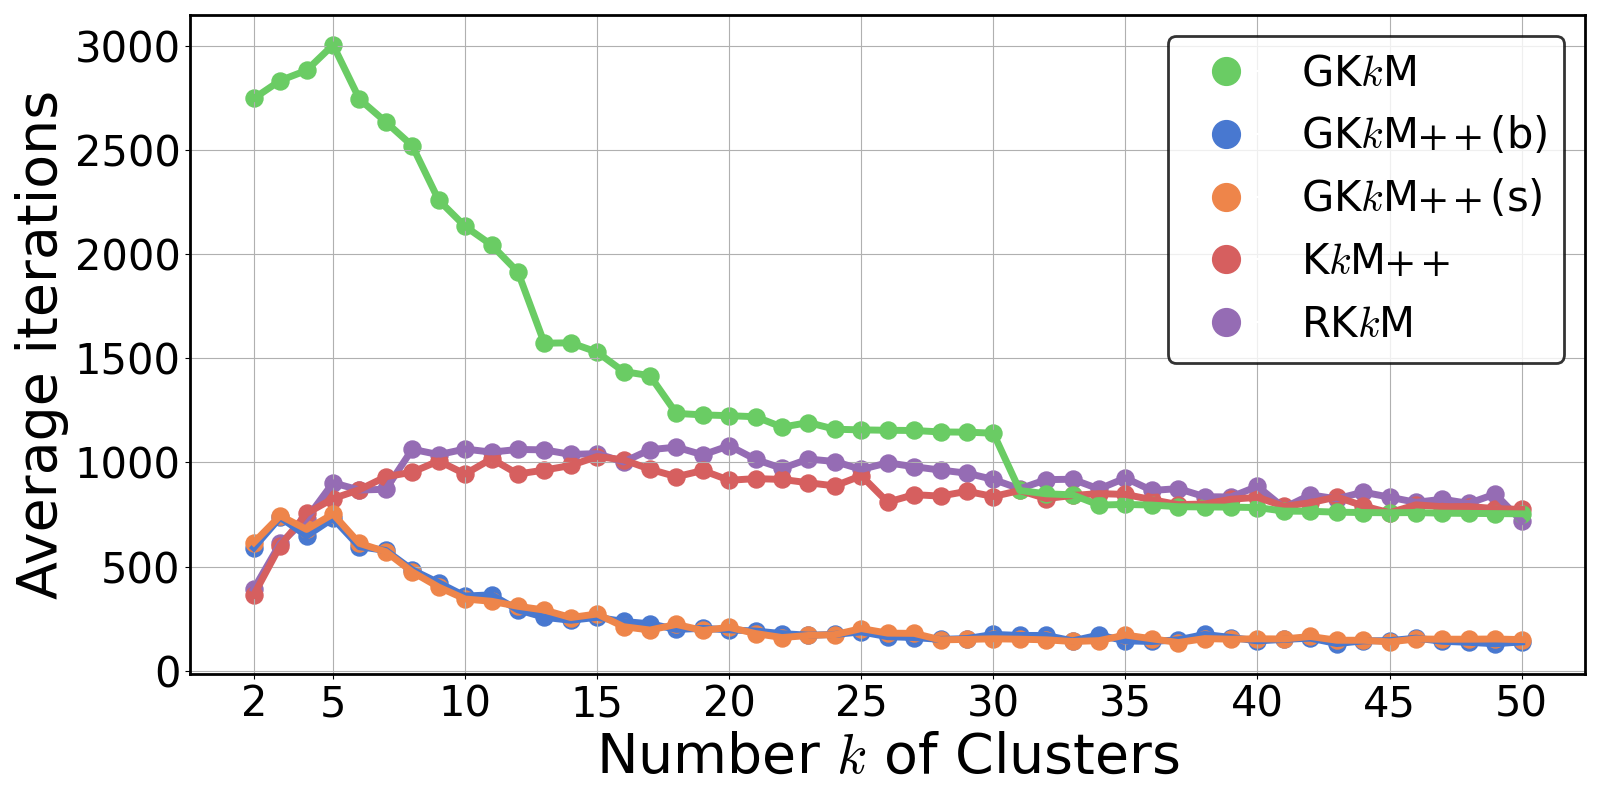 3000
2500
2000
1500
1000
500
0
Average iterations
2 5 10 15 20 25 30 35 40 45 50
Number k of Clusters
GKkM
GKkM++(b)
GKkM++(s)
KkM++
RKkM